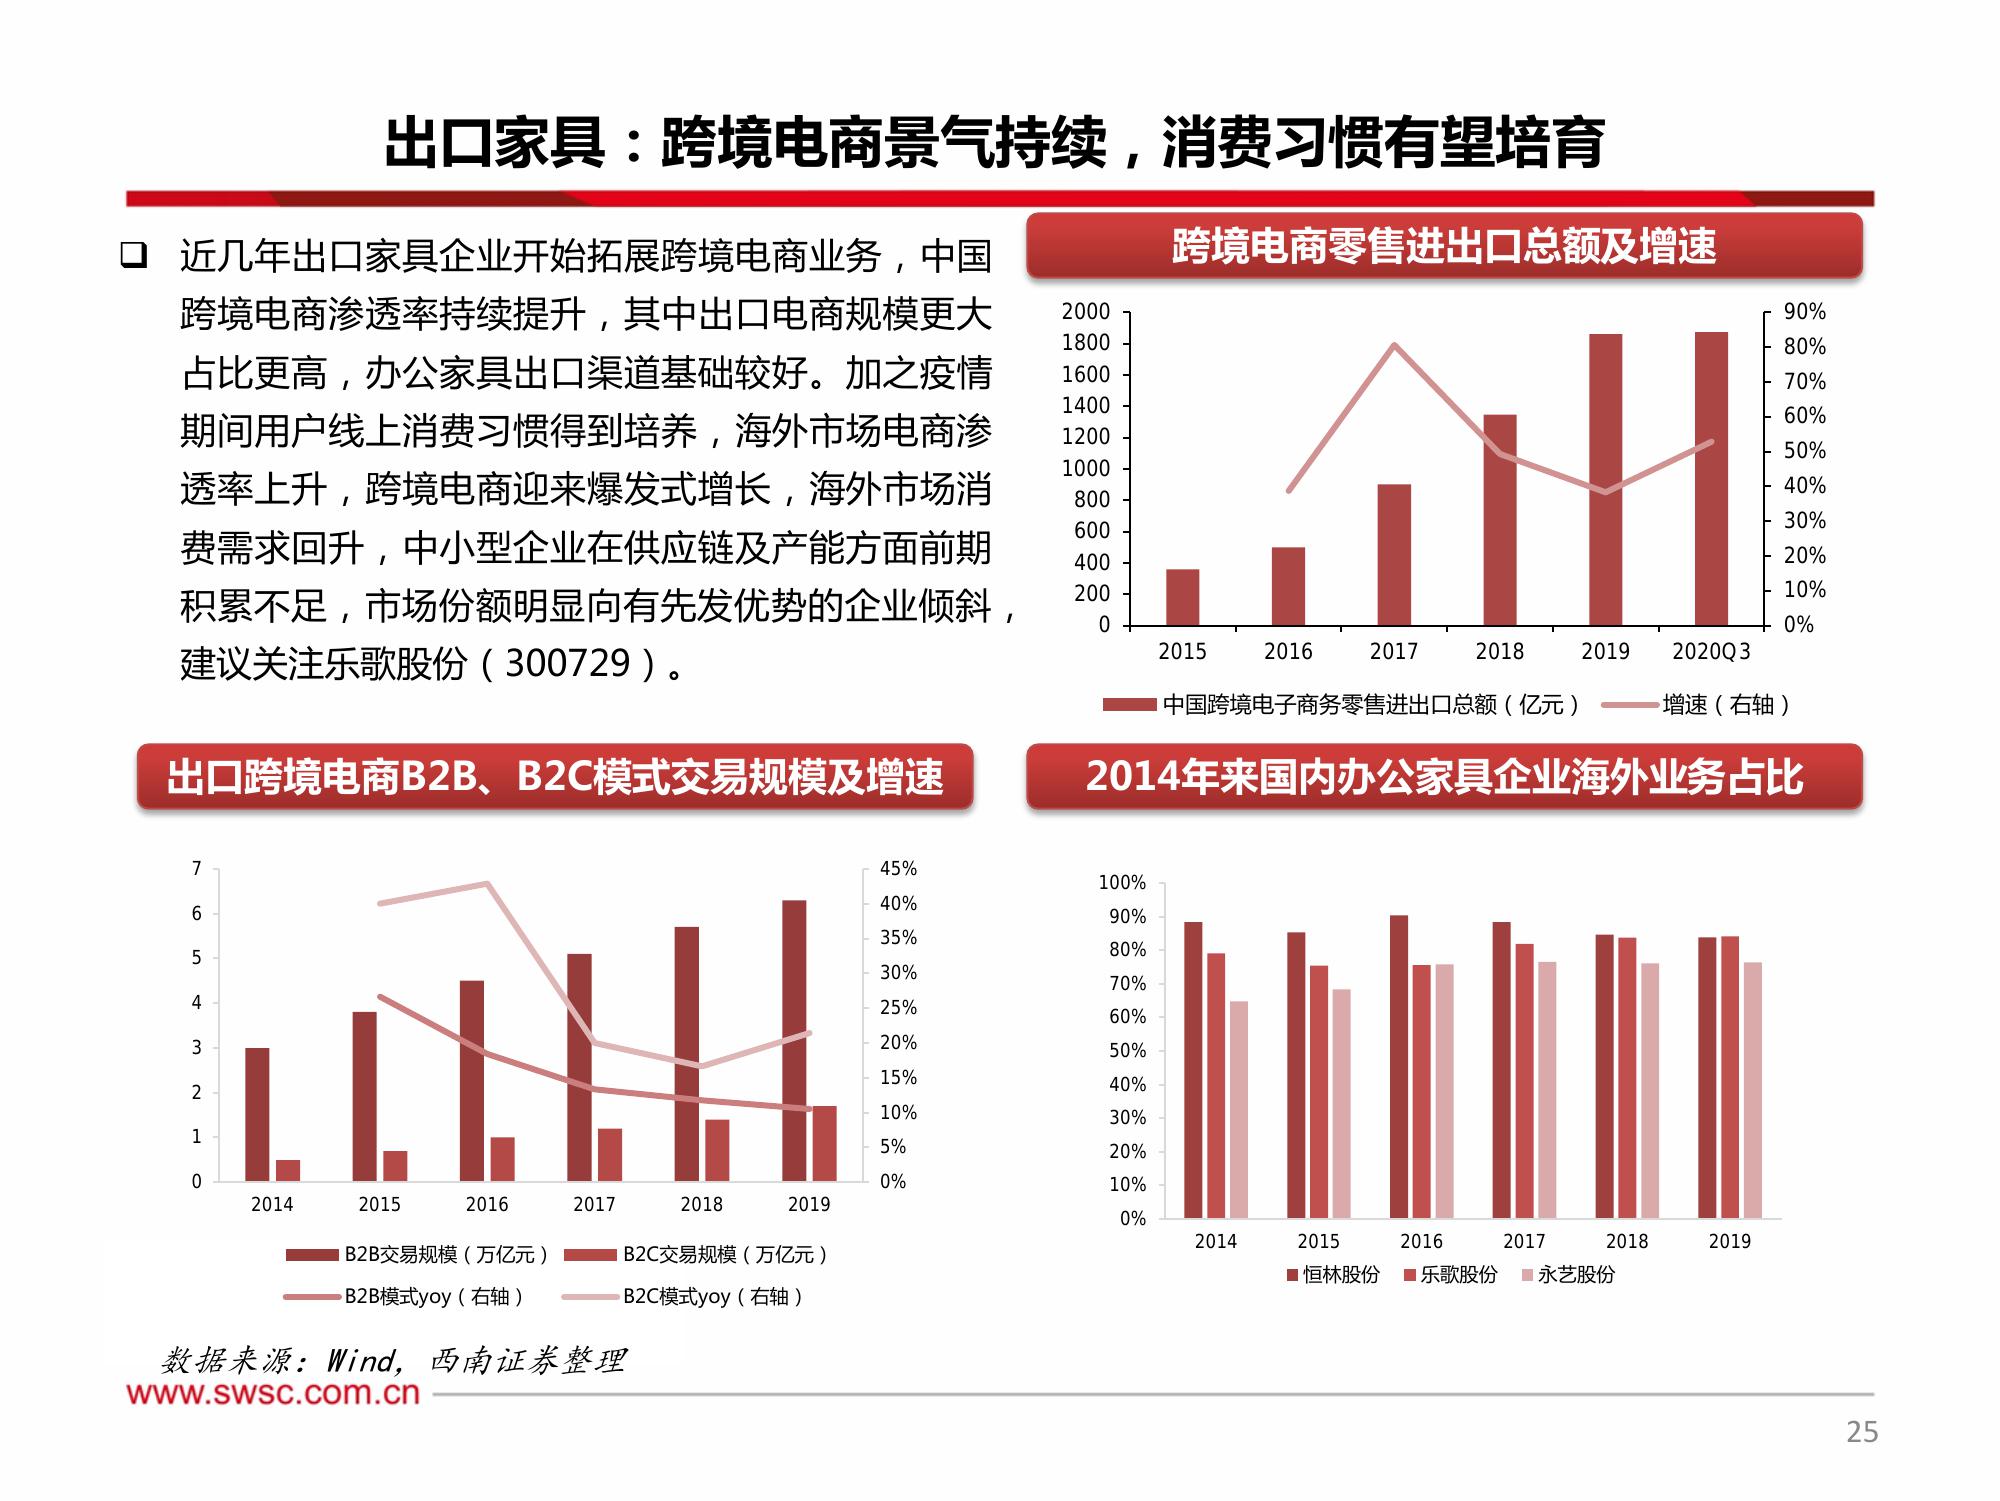 出口家具：跨境电商景气持续，消费习惯有望培育
❑ 近几年出口家具企业开始拓展跨境电商业务，中国
跨境电商渗透率持续提升，其中出口电商规模更大
占比更高，办公家具出口渠道基础较好。加之疫情
期间用户线上消费习惯得到培养，海外市场电商渗
透率上升，跨境电商迎来爆发式增长，海外市场消
费需求回升，中小型企业在供应链及产能方面前期
积累不足，市场份额明显向有先发优势的企业倾斜，
建议关注乐歌股份（300729）。
跨境电商零售进出口总额及增速
2000
1800
1600
1400
1200
1000
800
600
400
200
0
90%
80%
70%
60%
50%
40%
30%
20%
10%
0%
2015 2016 2017 2018 2019 2020Q3
中国跨境电子商务零售进出口总额（亿元） 增速（右轴）
出口跨境电商B2B、B2C模式交易规模及增速
7
6
5
4
3
2
1
0
45%
40%
35%
30%
25%
20%
15%
10%
5%
0%
2014 2015 2016 2017 2018 2019
B2B交易规模（万亿元） B2C交易规模（万亿元）
B2B模式yoy（右轴） B2C模式yoy（右轴）
2014年来国内办公家具企业海外业务占比
100%
90%
80%
70%
60%
50%
40%
30%
20%
10%
0%
2014 2015 2016 2017 2018 2019
恒林股份 乐歌股份 永艺股份
数据来源：Wind，西南证券整理
www.swsc.com.cn
25